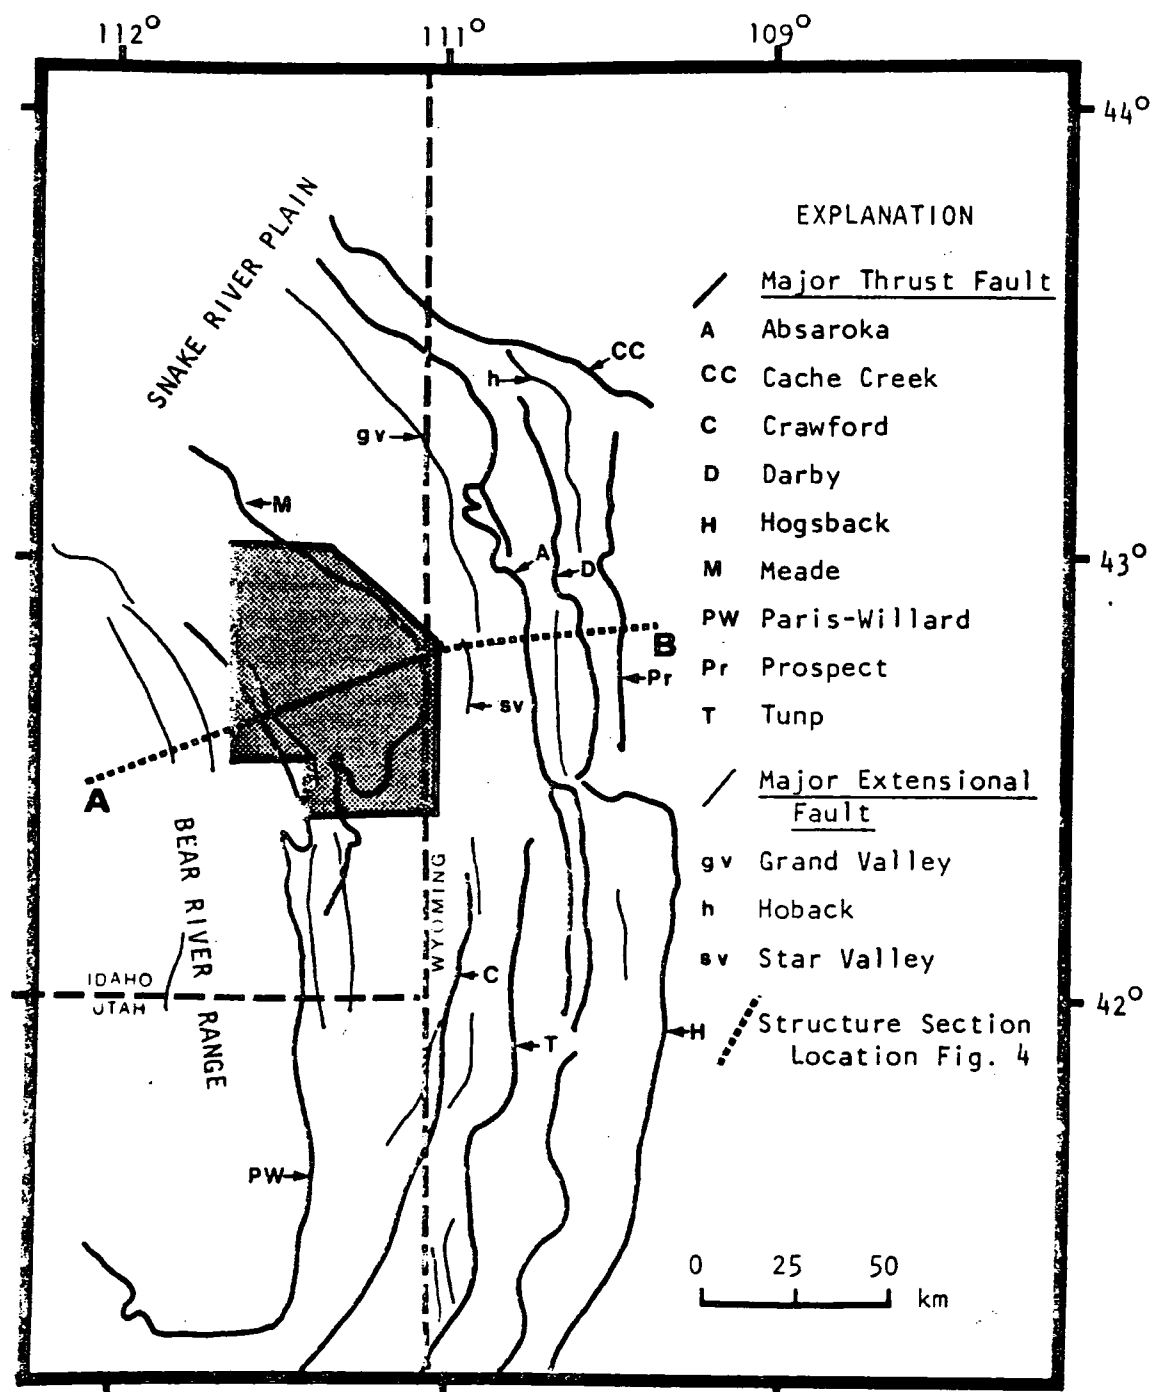 112° 111° 109°
44°
SNAKE RIVER PLAIN
EXPLANATION
Major Thrust Fault
A Absaroka
CC Cache Creek
C Crawford
D Darby
H Hogsback
M Meade
PW Paris-Willard
Pr Prospect
T Tunp
Major Extensional
Fault
gv Grand Valley
h Hoback
sv Star Valley
Structure Section
Location Fig. 4
CC
h
gv
M
A
D
43°
B
Pr
sv
A
BEAR RIVER RANGE
WYOMING
IDAHO
UTAH
C
42°
T
H
PW
0 25 50
km